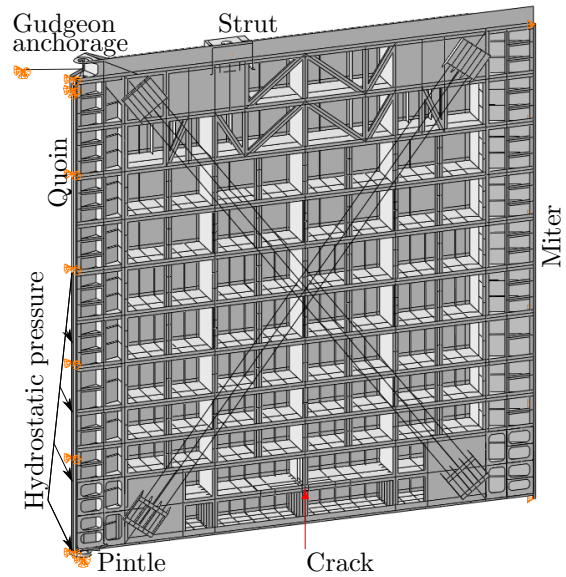 Gudgeon
anchorage
Strut
Quoin
Miter
Hydrostatic pressure
Pintle
Crack